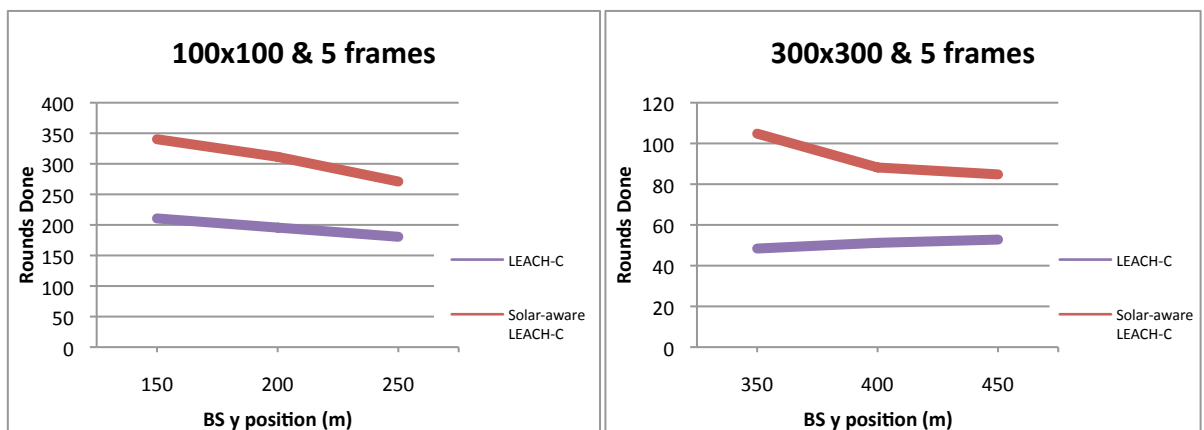 100x100 & 5 frames
400
350
300
250
200
150
100
50
0
Rounds Done
150
200
250
BS y position (m)
LEACH-C
Solar-aware
LEACH-C
300x300 & 5 frames
120
100
80
60
40
20
0
Rounds Done
350
400
450
BS y position (m)
LEACH-C
Solar-aware
LEACH-C